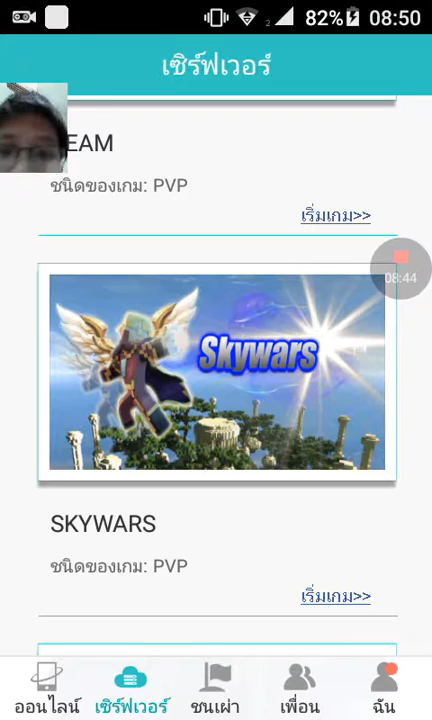 82% 08:50
เซิร์ฟเวอร์
EAM
ชนิดของเกม: PVP
เริ่มเกม>>
08:44
Skywars
SKYWARS
ชนิดของเกม: PVP
เริ่มเกม>>
ออนไลน์ เซิร์ฟเวอร์ ชนเผ่า เพื่อน ฉัน